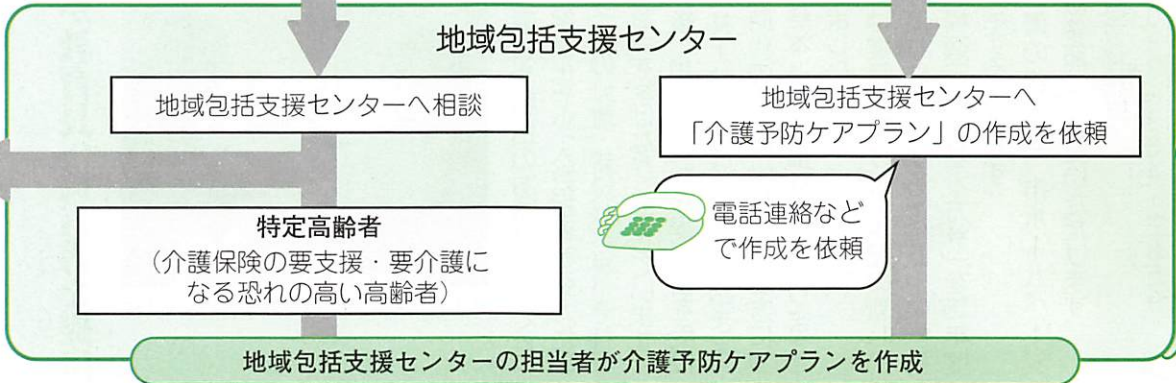 地域包括支援センター
地域包括支援センターへ相談
地域包括支援センターへ
「介護予防ケアプラン」の作成を依頼
電話連絡など
で作成を依頼
特定高齢者
（介護保険の要支援・要介護に
なる恐れの高い高齢者）
地域包括支援センターの担当者が介護予防ケアプランを作成